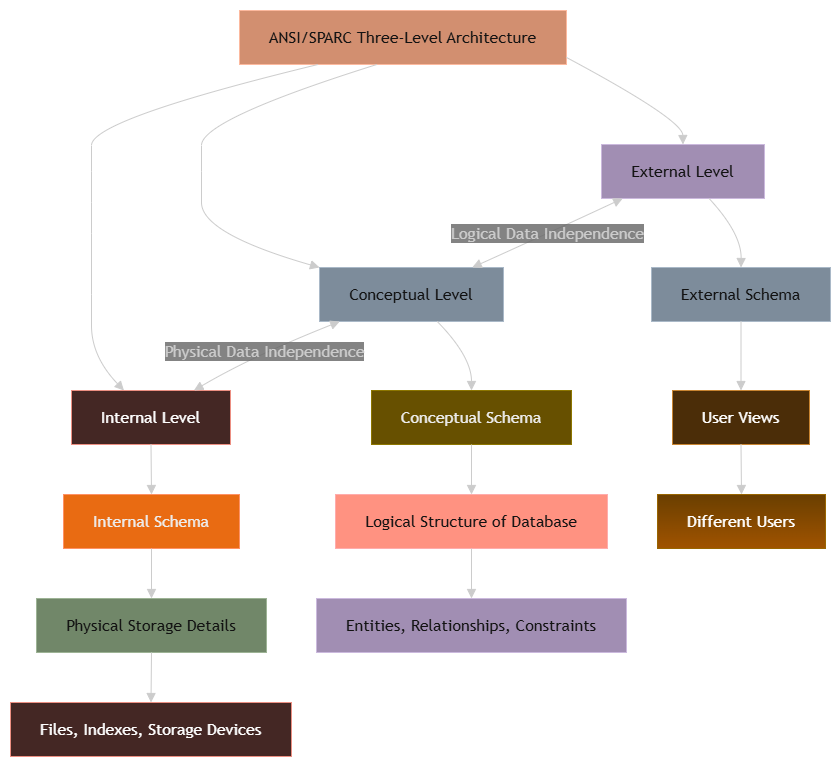 ANSI/SPARC Three-Level Architecture
External Level
Logical Data Independence
Conceptual Level
External Schema
Physical Data Independence
Internal Level
Conceptual Schema
User Views
Internal Schema
Logical Structure of Database
Different Users
Physical Storage Details
Entities, Relationships, Constraints
Files, Indexes, Storage Devices